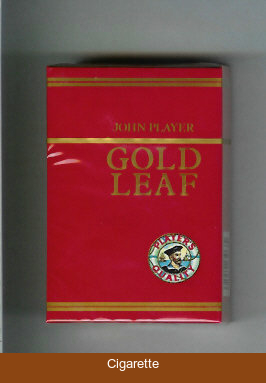 JOHN PLAYER
GOLD
LEAF
PLAYER'S
QUALITY
Cigarette